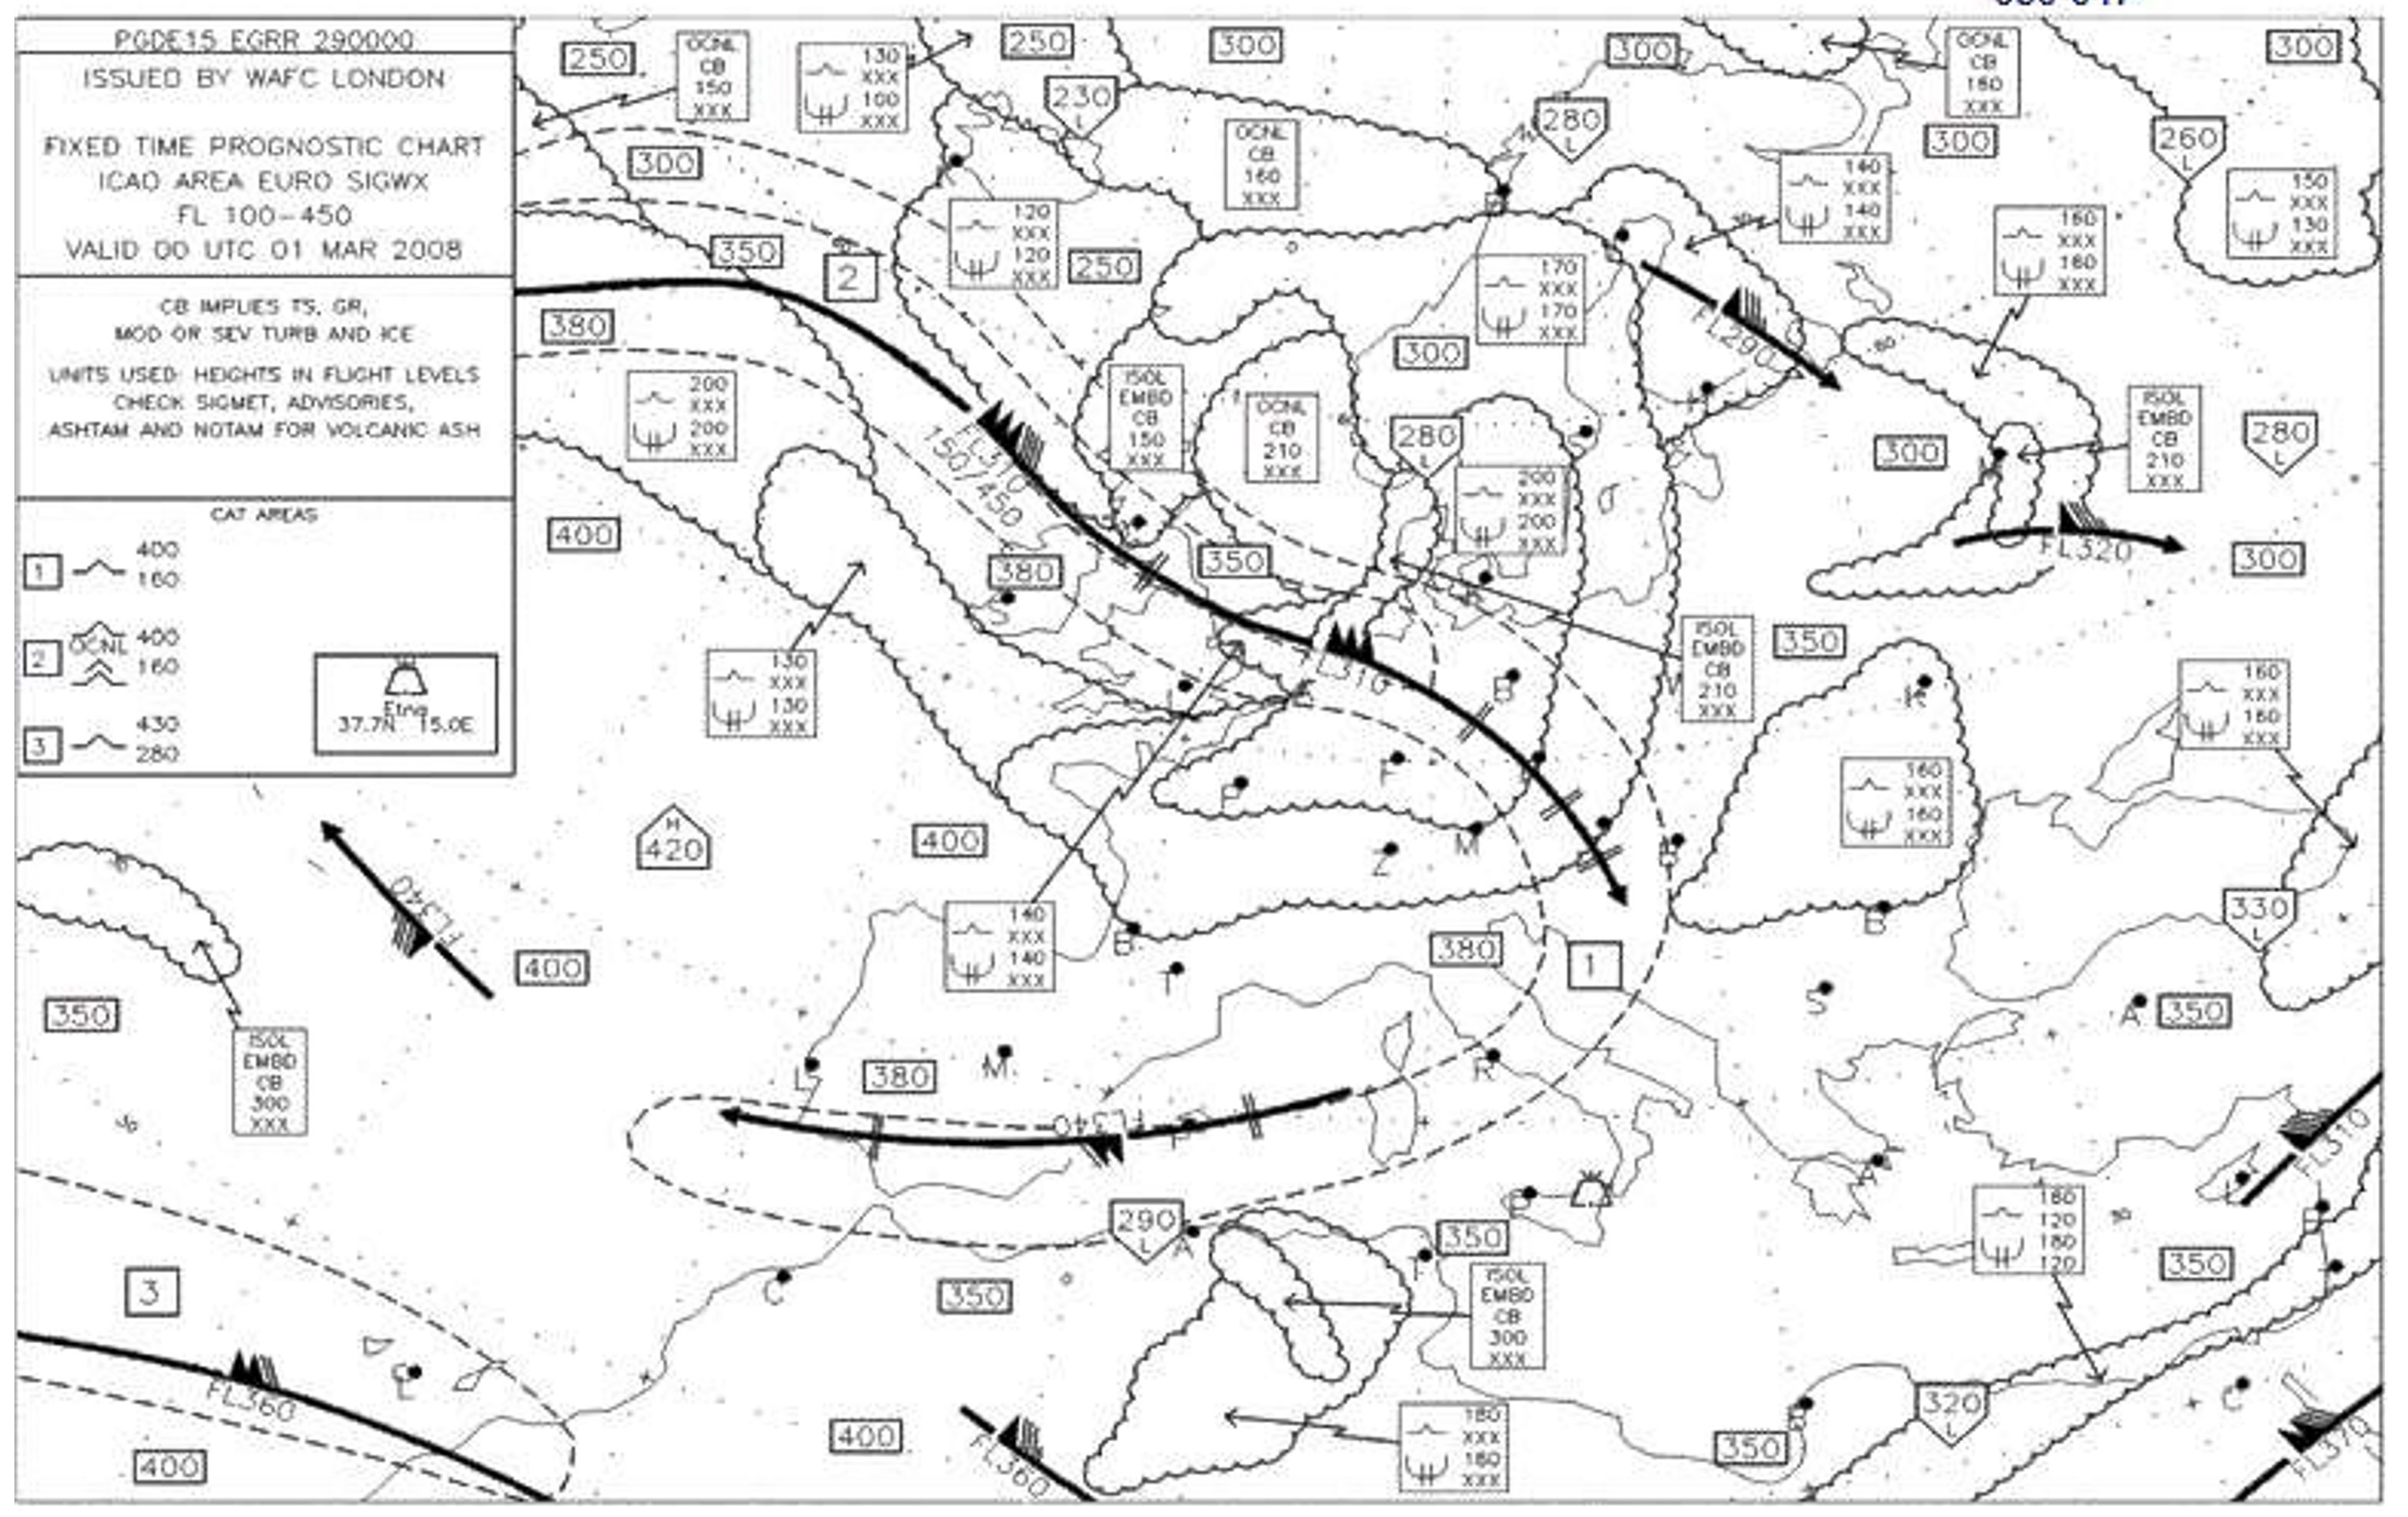 PGDE15 EGRR 290000
ISSUED BY WAFC LONDON
FIXED TIME PROGNOSTIC CHART
ICAO AREA EURO SIGWX
FL 100-450
VALID 00 UTC 01 MAR 2008
CB IMPLIES TS, GR,
MOD OR SEV TURB AND ICE
UNITS USED: HEIGHTS IN FLIGHT LEVELS
CHECK SIGMET, ADVISORIES,
ASHTAM AND NOTAM FOR VOLCANIC ASH
CAT AREAS
1
400
160
2
OCNL
400
160
3
430
280
Etna
37.7N 15.0E
250
OCNL
CB
150
XXX
130
XXX
100
XXX
250
230
L
300
OCNL
CB
160
XXX
300
280
L
OCNL
CB
160
XXX
300
260
L
300
150
XXX
130
XXX
300
350
2
120
XXX
120
XXX
250
140
XXX
140
XXX
160
XXX
160
XXX
170
XXX
170
XXX
300
FL290
380
200
XXX
200
XXX
ISOL
EMBD
CB
150
XXX
OCNL
CB
210
XXX
280
L
200
XXX
200
XXX
300
ISOL
EMBD
CB
210
XXX
280
L
FL310
150/450
400
380
350
FL320
300
130
XXX
130
XXX
FL310
ISOL
EMBD
CB
210
XXX
350
160
XXX
160
XXX
160
XXX
160
XXX
S
L
B
K
D
P
F
M
Z
H
420
400
FL340
400
350
ISOL
EMBD
CB
300
XXX
140
XXX
140
XXX
B
T
380
1
B
S
A
350
330
L
L
M
380
R
FL340
P
290
L
A
C
350
P
T
350
ISOL
EMBD
CB
300
XXX
A
180
120
180
120
350
FL310
3
FL360
400
400
FL360
180
XXX
180
XXX
350
320
L
B
C
FL370